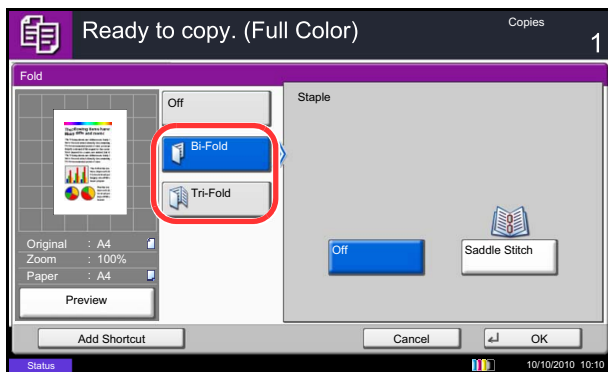 Ready to copy. (Full Color)
Copies
1
Fold
Off
Bi-Fold
Tri-Fold
Staple
Off
Saddle Stitch
Original : A4
Zoom : 100%
Paper : A4
Preview
Add Shortcut
Cancel
OK
Status
10/10/2010 10:10